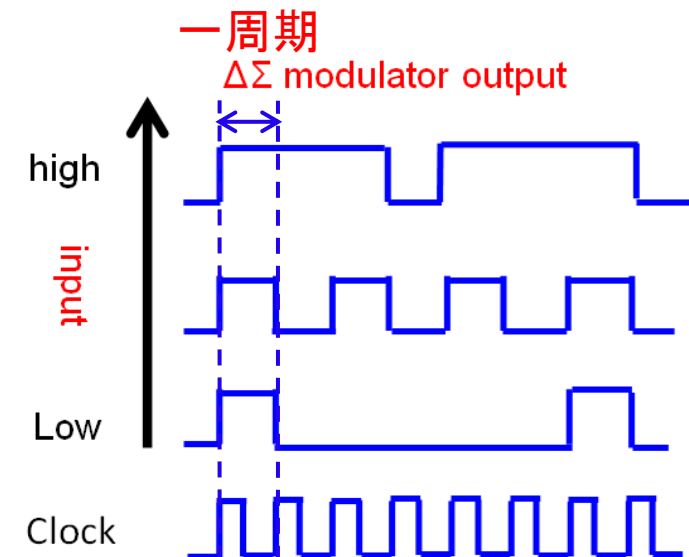 一周期
ΔΣ modulator output
high
input
Low
Clock